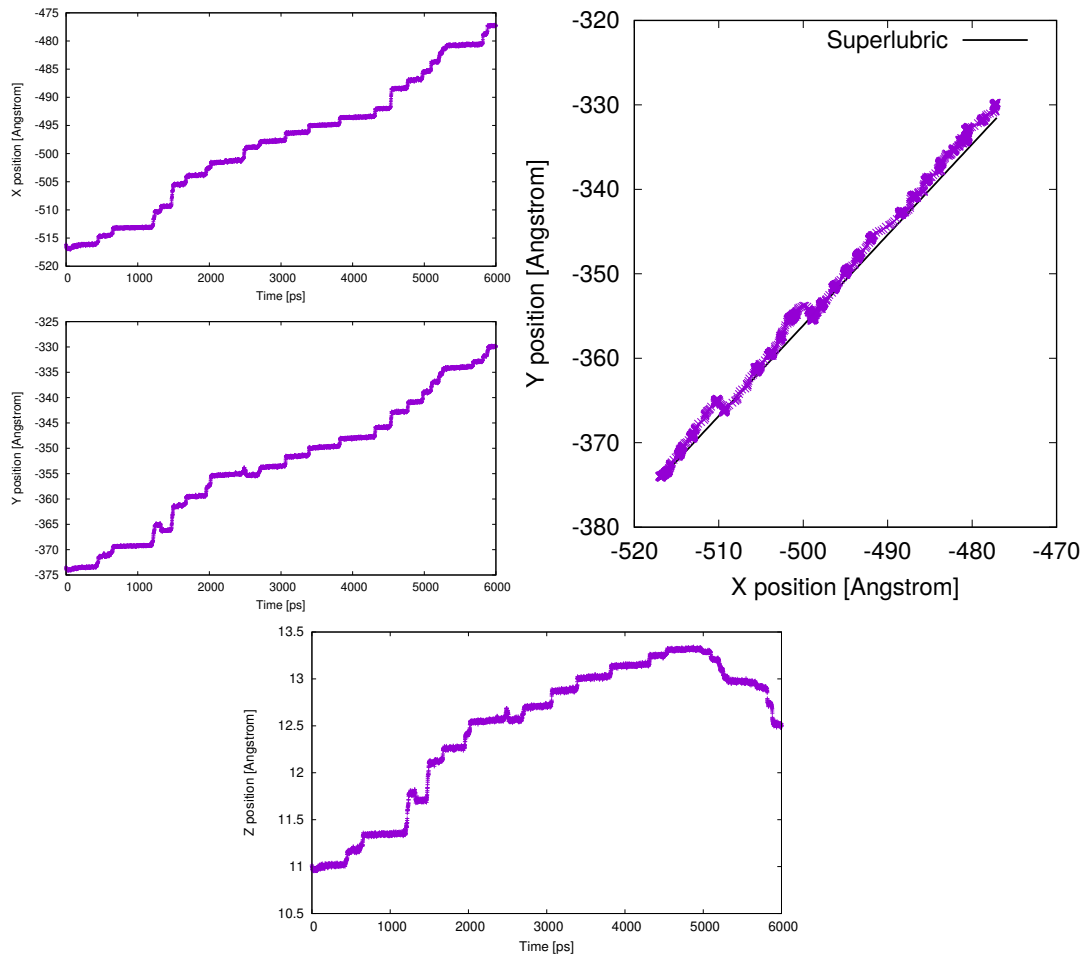 -475
-480
-485
-490
-495
-500
-505
-510
-515
-520
X position [Angstrom]
0 1000 2000 3000 4000 5000 6000
Time [ps]
-325
-330
-335
-340
-345
-350
-355
-360
-365
-370
-375
Y position [Angstrom]
0 1000 2000 3000 4000 5000 6000
Time [ps]
Superlubric
-320
-330
-340
-350
-360
-370
-380
Y position [Angstrom]
-520 -510 -500 -490 -480 -470
X position [Angstrom]
13.5
13
12.5
12
11.5
11
10.5
Z position [Angstrom]
0 1000 2000 3000 4000 5000 6000
Time [ps]